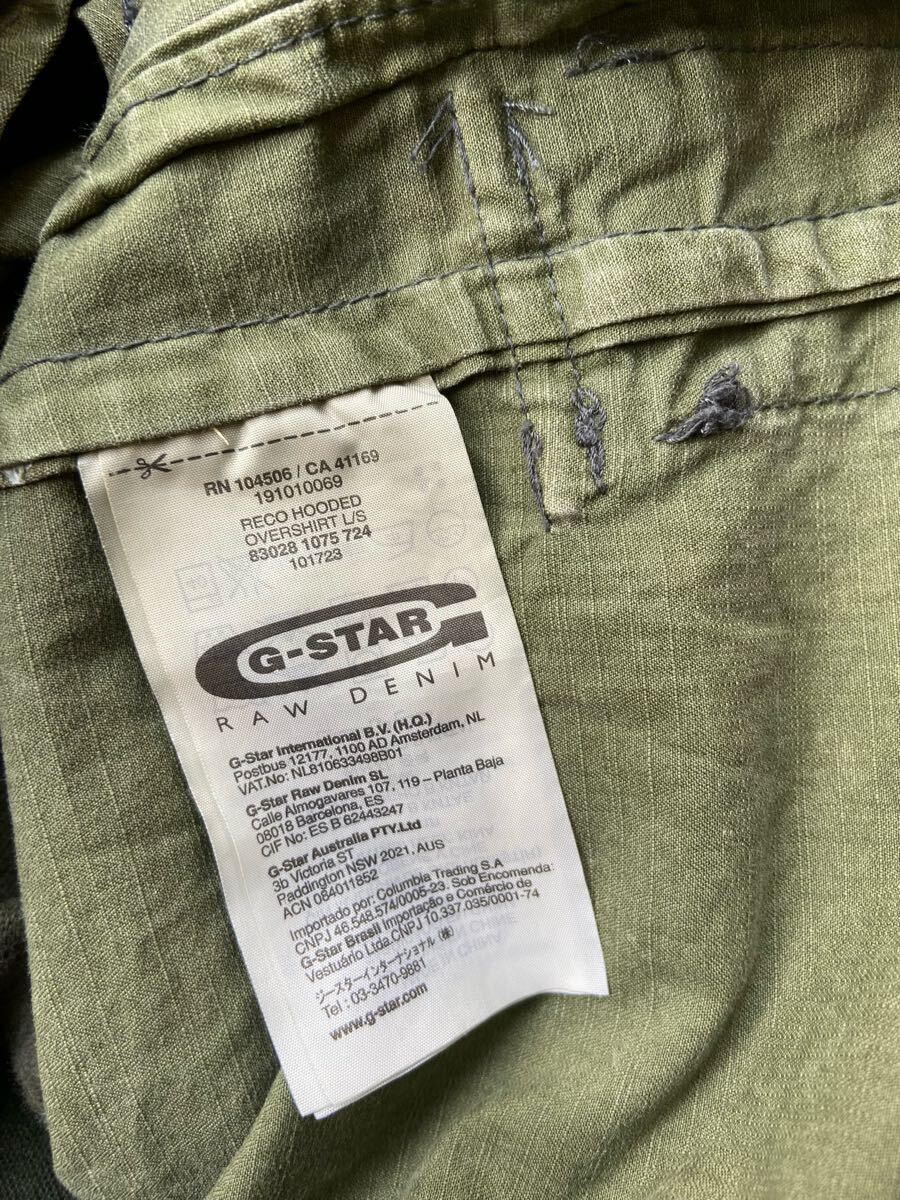 RN 104506 / CA 41169
191010069
RECO HOODED
OVERSHIRT L/S
83028 1075 724
101723
G-STAR
RAW DENIM
G-Star International B.V. (H.Q.)
Postbus 12177, 1100 AD Amsterdam, NL
VAT.No: NL810633498B01
G-Star Raw Denim SL
Calle Almogavares 107, 119 – Planta Baja
08018 Barcelona, ES
CIF No: ES B 62443247
G-Star Australia PTY.Ltd
3b Victoria ST
Paddington NSW 2021, AUS
ACN 084011852
Importado por: Columbia Trading S.A
CNPJ 46.548.574/0005-23. Sob Encomenda:
G-Star Brasil Importação e Comércio de
Vestuário Ltda.CNPJ 10.337.035/0001-74
ジースターインターナショナル (株)
Tel : 03-3470-9881
www.g-star.com